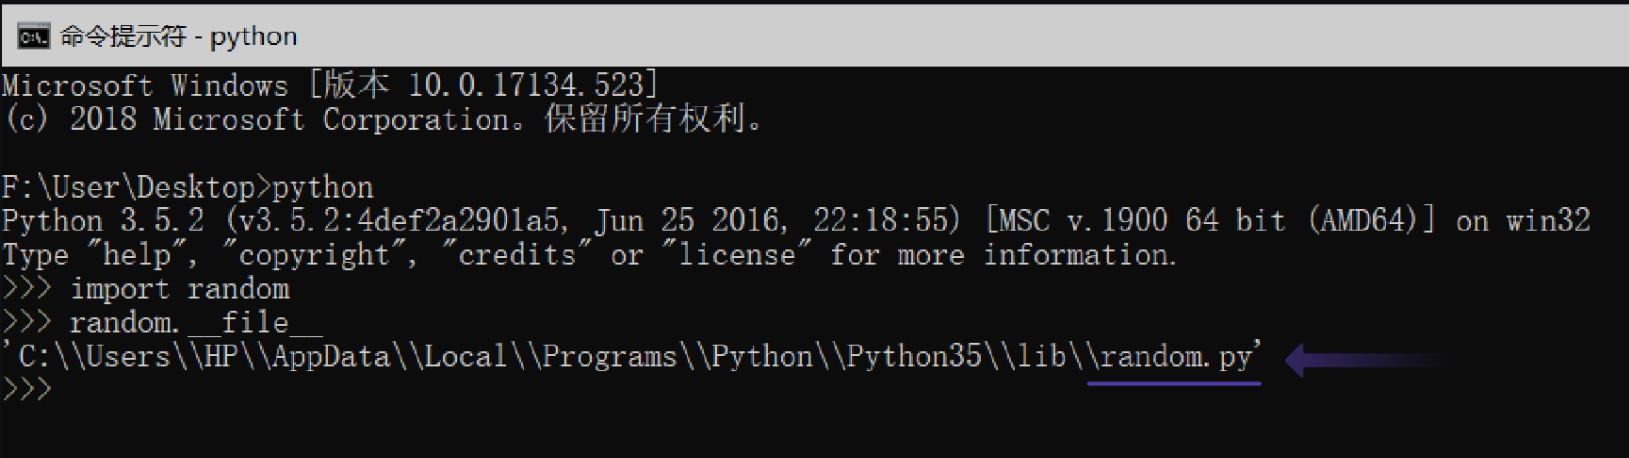 命令提示符 - python
Microsoft Windows [版本 10.0.17134.523]
(c) 2018 Microsoft Corporation。保留所有权利。
F:\User\Desktop>python
Python 3.5.2 (v3.5.2:4def2a2901a5, Jun 25 2016, 22:18:55) [MSC v.1900 64 bit (AMD64)] on win32
Type "help", "copyright", "credits" or "license" for more information.
>>> import random
>>> random.__file__
'C:\\Users\\HP\\AppData\\Local\\Programs\\Python\\Python35\\lib\\random.py'
>>>